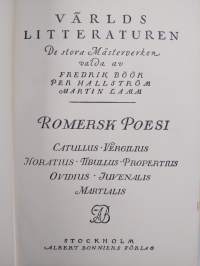 VÄRLDS
LITTERATUREN
De stora Mästerverken
valda av
FREDRIK BÖÖK
PER HALLSTRÖM
MARTIN LAMM
ROMERSK POESI
CATULLUS · VERGILIUS
HORATIUS · TIBULLUS · PROPERTIUS
OVIDIUS · JUVENALIS
MARTIALIS
AB
STOCKHOLM
ALBERT BONNIERS FÖRLAG